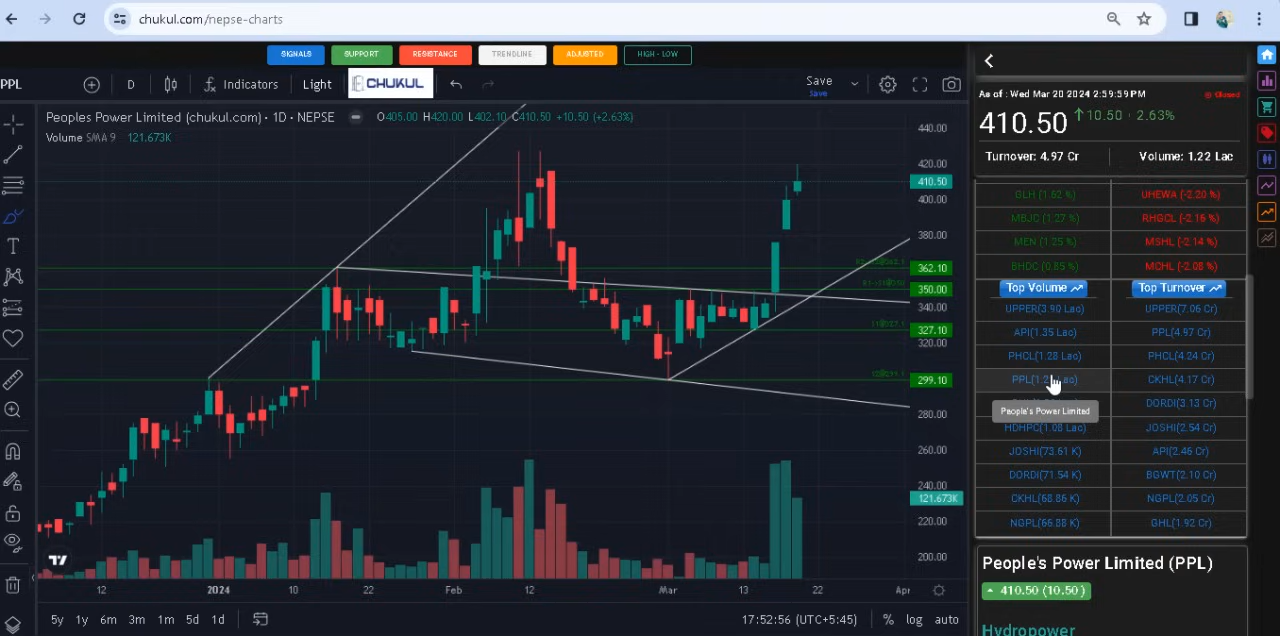 chukul.com/nepse-charts
SIGNALS SUPPORT RESISTANCE TRENDLINE ADJUSTED HIGH - LOW
PPL D Indicators Light CHUKUL Save
Save
Peoples Power Limited (chukul.com) · 1D · NEPSE O405.00 H420.00 L402.10 C410.50 +10.50 (+2.63%)
Volume SMA 9 121.673K
440.00
420.00
410.50
400.00
380.00
362.10
350.00
340.00
327.10
320.00
299.10
280.00
260.00
240.00
121.673K
220.00
200.00
12 2024 10 22 Feb 12 Mar 13 22 Apr
5y 1y 6m 3m 1m 5d 1d 17:52:56 (UTC+5:45) % log auto
As of : Wed Mar 20 2024 2:59:59 PM Closed
410.50 10.50 · 2.63%
Turnover: 4.97 Cr Volume: 1.22 Lac
GLH (1.62 %) UHEWA (-2.20 %)
MBJC (1.27 %) RHGCL (-2.16 %)
MEN (1.25 %) MSHL (-2.14 %)
BHDC (0.85 %) MCHL (-2.08 %)
Top Volume Top Turnover
UPPER(3.90 Lac) UPPER(7.06 Cr)
API(1.35 Lac) PPL(4.97 Cr)
PHCL(1.28 Lac) PHCL(4.24 Cr)
CKHL(4.17 Cr)
People's Power Limited DORDI(3.13 Cr)
HDHPC(1.08 Lac) JOSHI(2.54 Cr)
JOSHI(73.61 K) API(2.46 Cr)
DORDI(71.54 K) BGWT(2.10 Cr)
CKHL(68.86 K) NGPL(2.05 Cr)
NGPL(66.88 K) GHL(1.92 Cr)
People's Power Limited (PPL)
410.50 (10.50 )
Hydropower